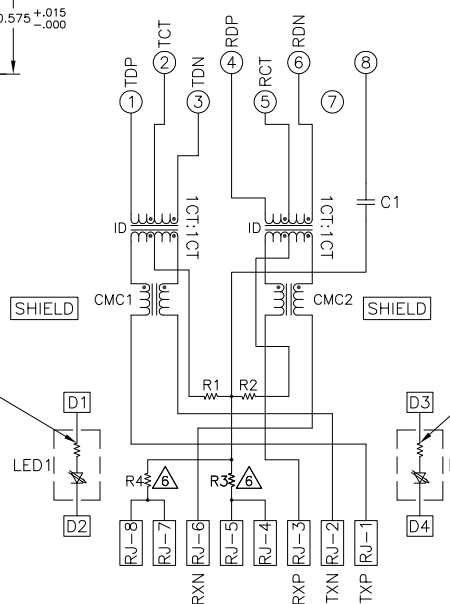 0.575 +.015
-.000
TDP
TCT
TDN
RDP
RCT
RDN
1
2
3
4
5
6
7
8
ID
1CT:1CT
ID
1CT:1CT
C1
CMC1
CMC2
SHIELD
SHIELD
R1
R2
D1
D3
LED1
R4
6
R3
6
D2
D4
RJ-8
RJ-7
RJ-6
RJ-5
RJ-4
RJ-3
RJ-2
RJ-1
RXN
RXP
TXN
TXP